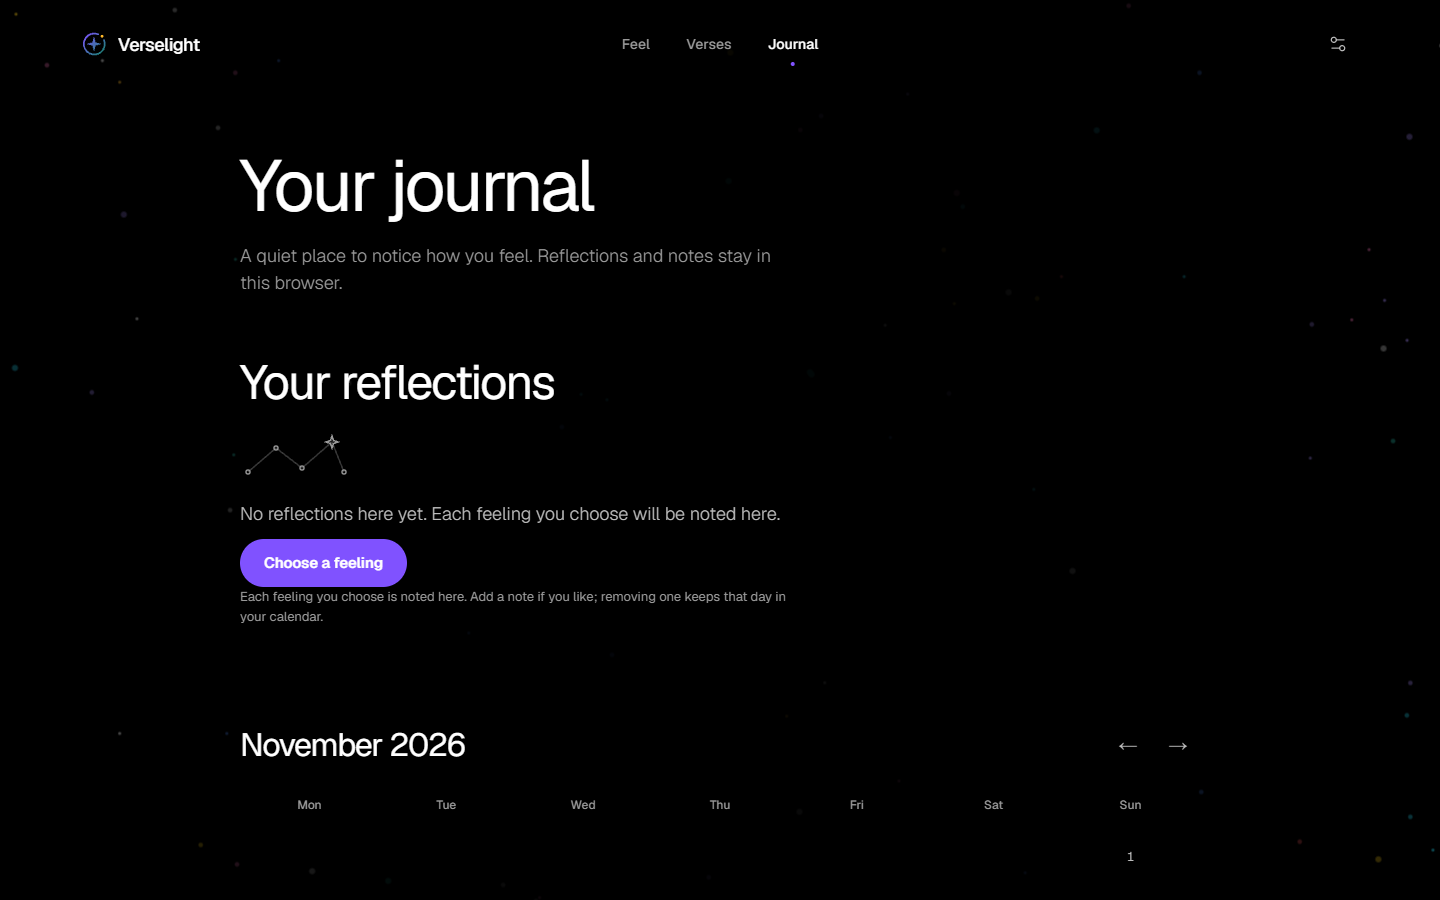 Verselight
Feel
Verses
Journal
Your journal
A quiet place to notice how you feel. Reflections and notes stay in
this browser.
Your reflections
No reflections here yet. Each feeling you choose will be noted here.
Choose a feeling
Each feeling you choose is noted here. Add a note if you like; removing one keeps that day in
your calendar.
November 2026
← →
Mon Tue Wed Thu Fri Sat Sun
1